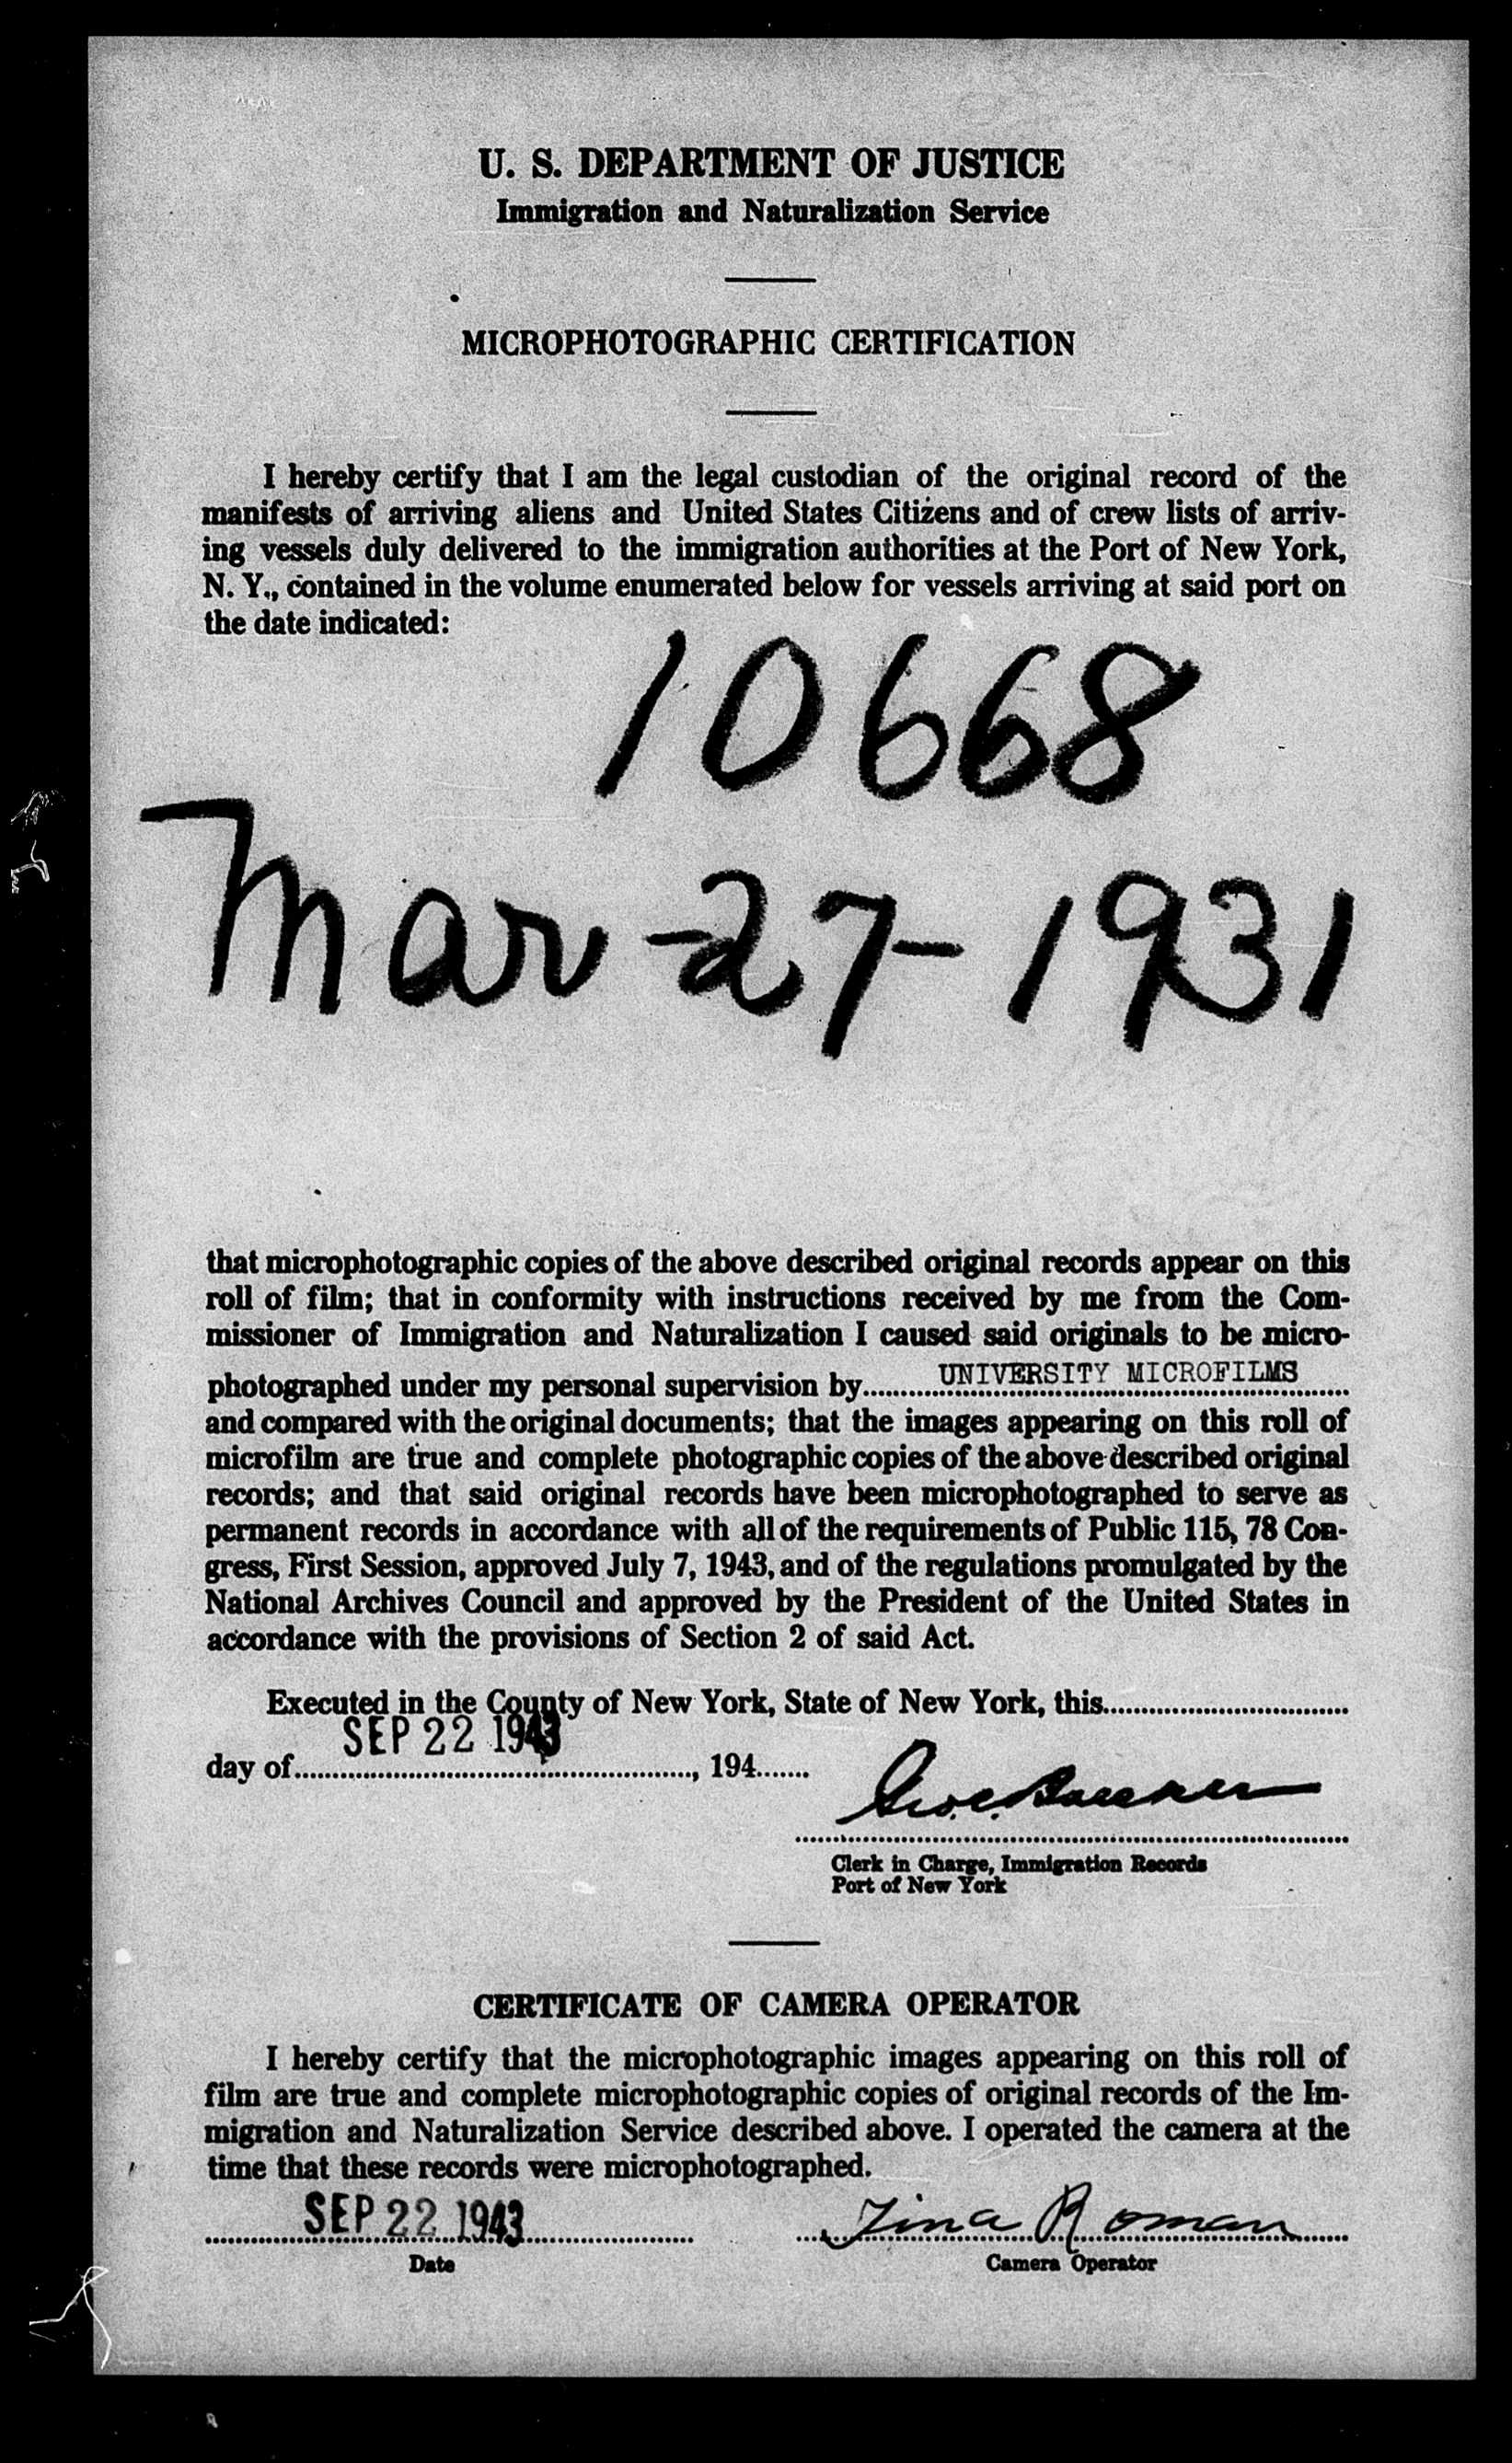 U. S. DEPARTMENT OF JUSTICE
Immigration and Naturalization Service
MICROPHOTOGRAPHIC CERTIFICATION
I hereby certify that I am the legal custodian of the original record of the
manifests of arriving aliens and United States Citizens and of crew lists of arriv-
ing vessels duly delivered to the immigration authorities at the Port of New York,
N. Y., contained in the volume enumerated below for vessels arriving at said port on
the date indicated:
10668
Mar-27-1931
that microphotographic copies of the above described original records appear on this
roll of film; that in conformity with instructions received by me from the Com-
missioner of Immigration and Naturalization I caused said originals to be micro-
photographed under my personal supervision by UNIVERSITY MICROFILMS
and compared with the original documents; that the images appearing on this roll of
microfilm are true and complete photographic copies of the above described original
records; and that said original records have been microphotographed to serve as
permanent records in accordance with all of the requirements of Public 115, 78 Con-
gress, First Session, approved July 7, 1943, and of the regulations promulgated by the
National Archives Council and approved by the President of the United States in
accordance with the provisions of Section 2 of said Act.
Executed in the County of New York, State of New York, this
SEP 22 1943
day of, 194
Clerk in Charge, Immigration Records
Port of New York
CERTIFICATE OF CAMERA OPERATOR
I hereby certify that the microphotographic images appearing on this roll of
film are true and complete microphotographic copies of original records of the Im-
migration and Naturalization Service described above. I operated the camera at the
time that these records were microphotographed.
SEP 22 1943 Tina Roman
Date Camera Operator